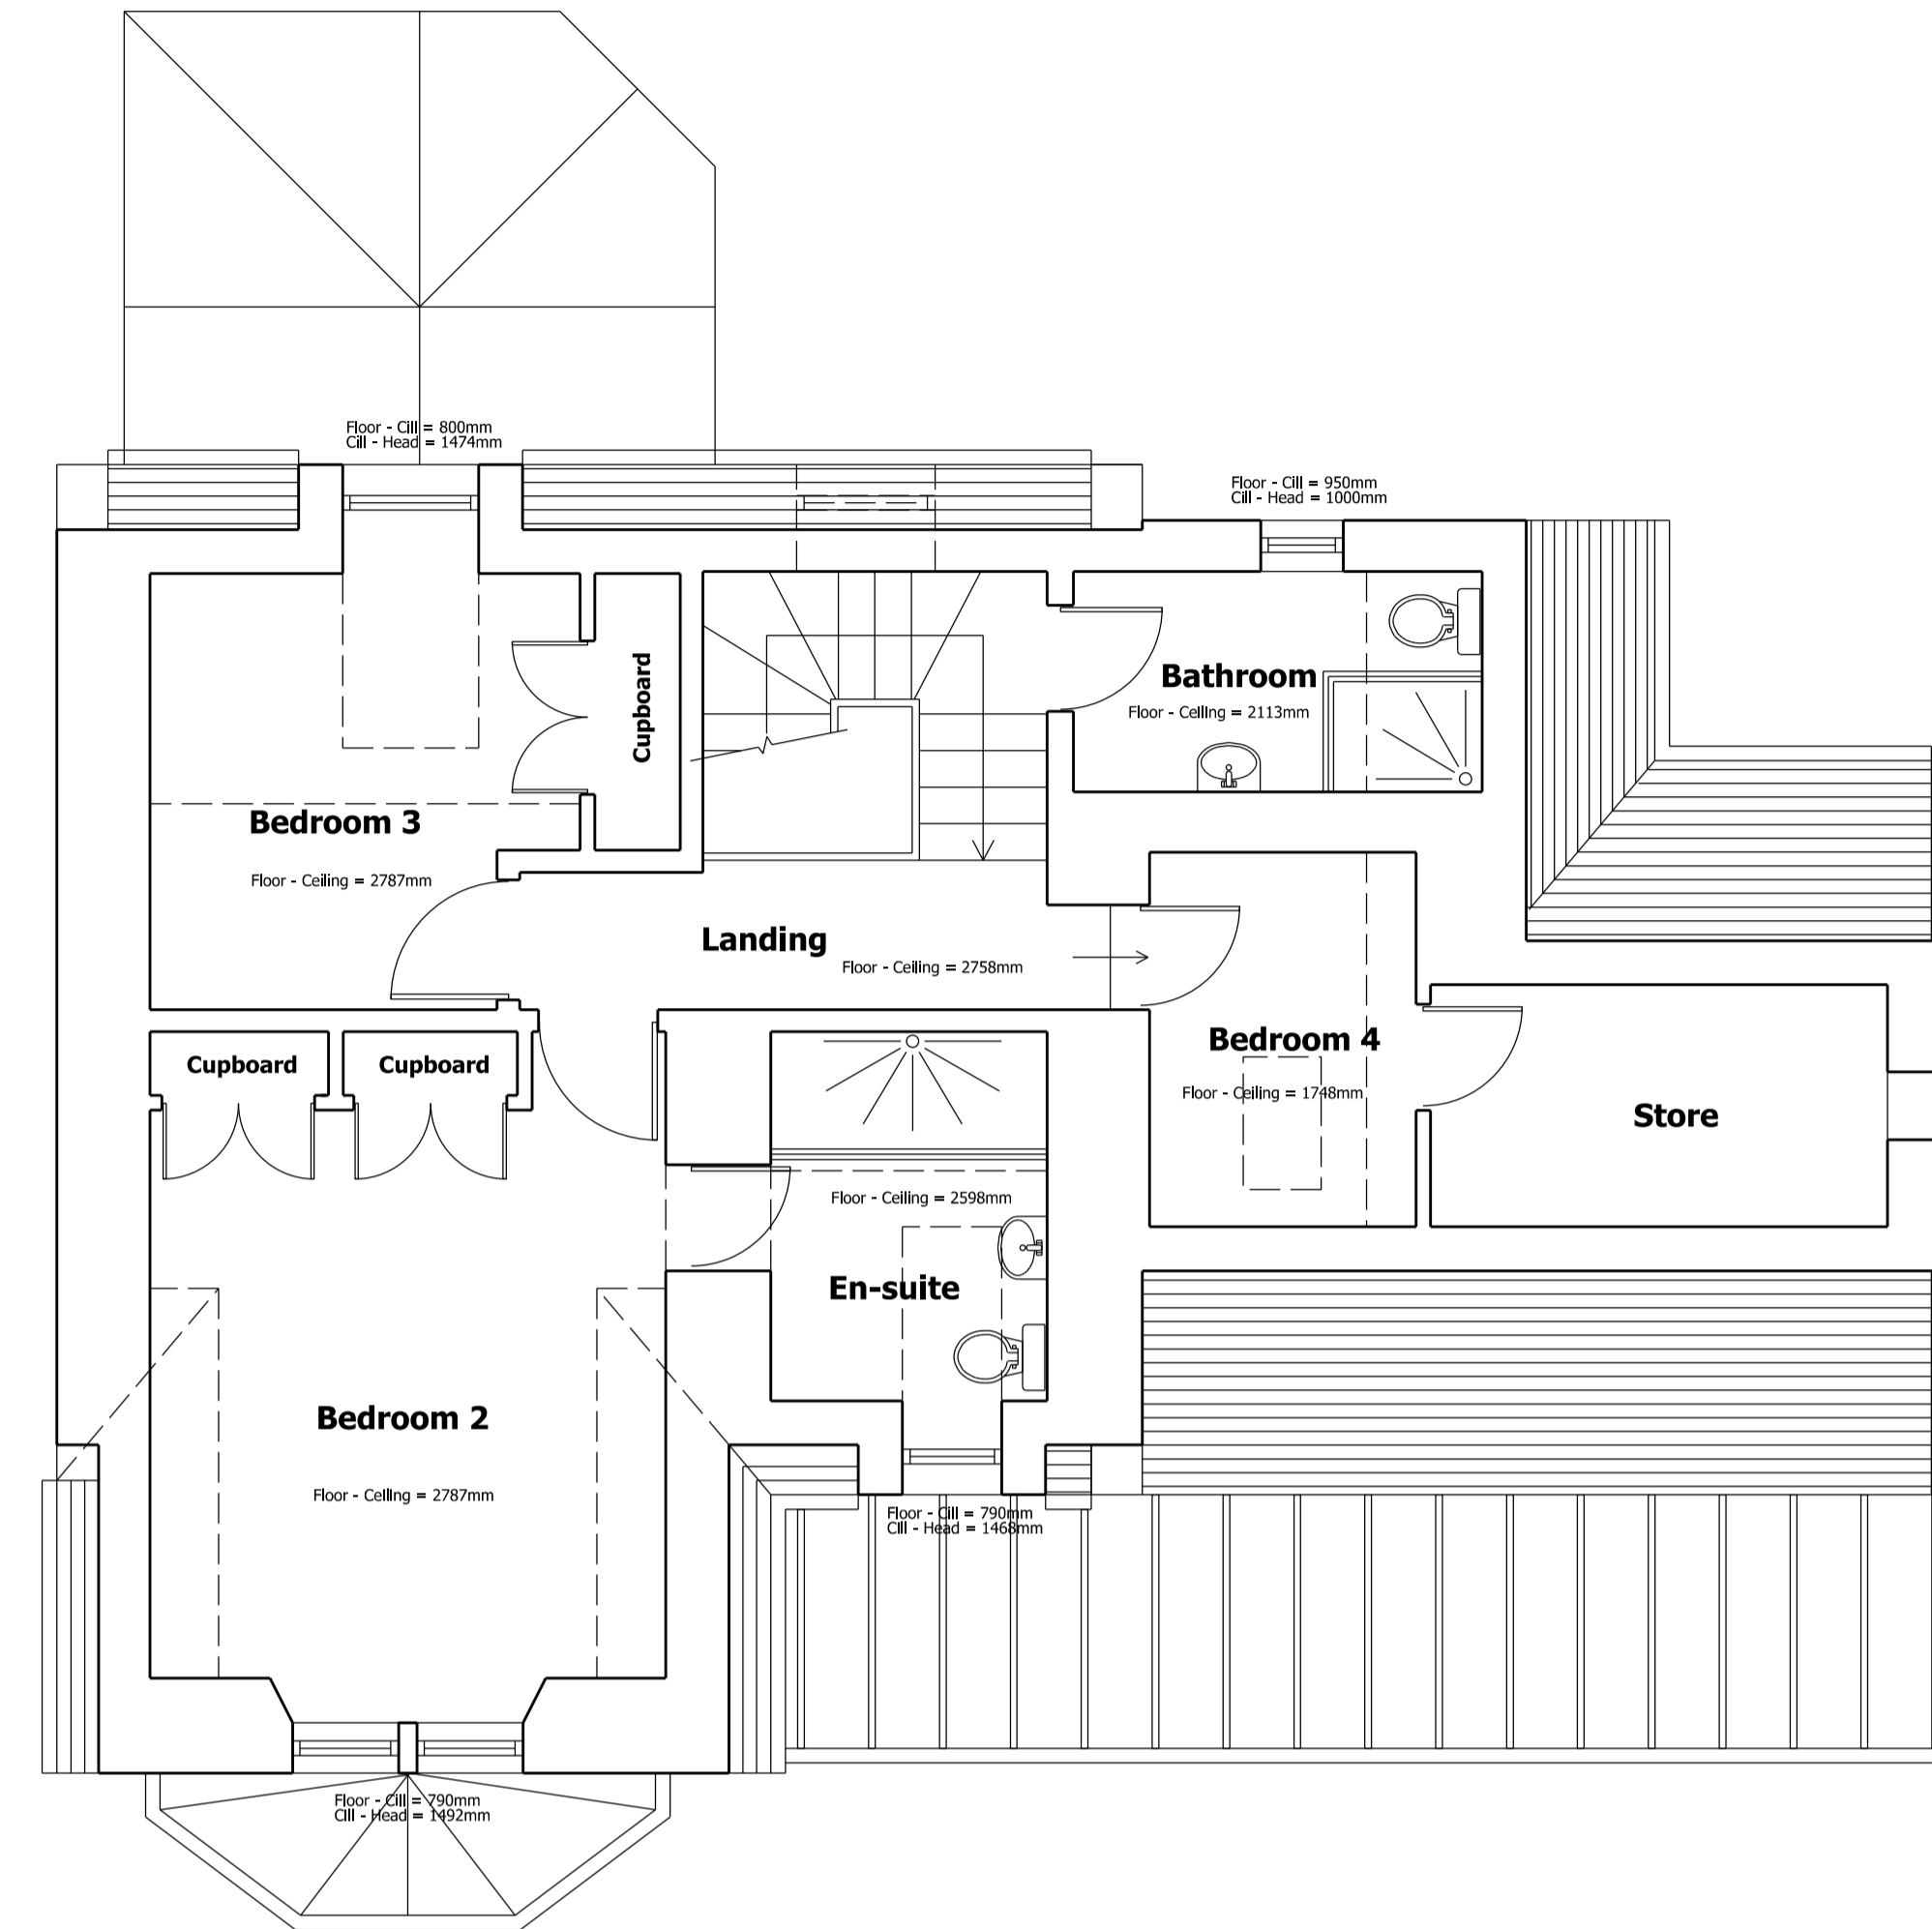 Floor - Cill = 800mm
Cill - Head = 1474mm
Floor - Cill = 950mm
Cill - Head = 1000mm
Cupboard
Bathroom
Floor - Ceiling = 2113mm
Bedroom 3
Floor - Ceiling = 2787mm
Landing
Floor - Ceiling = 2758mm
Bedroom 4
Floor - Ceiling = 1748mm
Store
Cupboard
Cupboard
Floor - Ceiling = 2598mm
En-suite
Bedroom 2
Floor - Ceiling = 2787mm
Floor - Cill = 790mm
Cill - Head = 1468mm
Floor - Cill = 790mm
Cill - Head = 1492mm